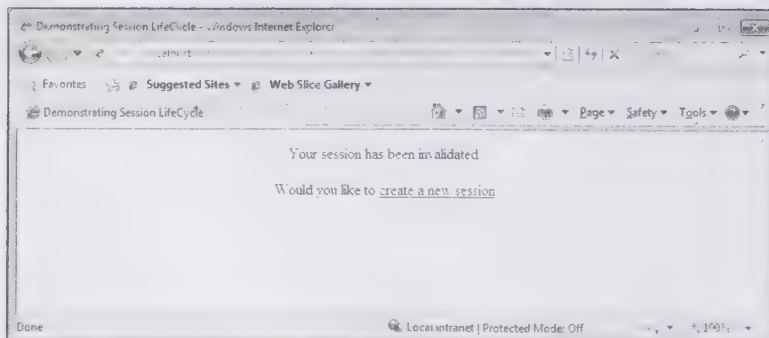 Demonstrating Session LifeCycle - Windows Internet Explorer
Favorites Suggested Sites Web Slice Gallery
Demonstrating Session LifeCycle Page Safety Tools
Your session has been invalidated
Would you like to create a new session
Done Local intranet | Protected Mode: Off